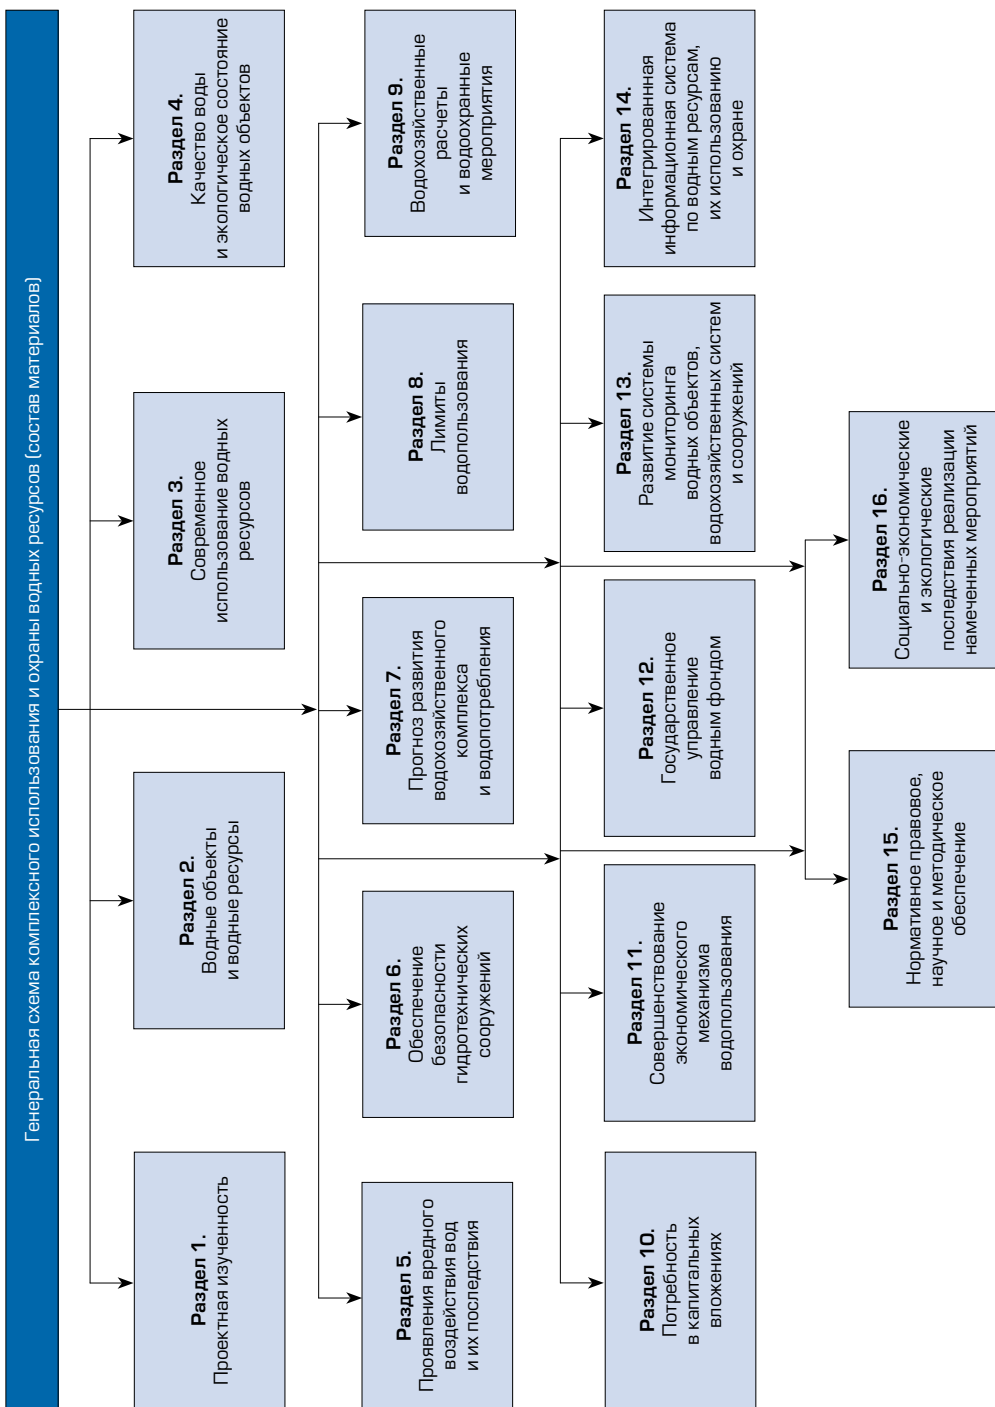 Генеральная схема комплексного использования и охраны водных ресурсов (состав материалов)
Раздел 1.
Проектная изученность
Раздел 2.
Водные объекты
и водные ресурсы
Раздел 3.
Современное
использование водных
ресурсов
Раздел 4.
Качество воды
и экологическое состояние
водных объектов
Раздел 5.
Проявления вредного
воздействия вод
и их последствия
Раздел 6.
Обеспечение
безопасности
гидротехнических
сооружений
Раздел 7.
Прогноз развития
водохозяйственного
комплекса
и водопотребления
Раздел 8.
Лимиты
водопользования
Раздел 9.
Водохозяйственные
расчеты
и водоохранные
мероприятия
Раздел 10.
Потребность
в капитальных
вложениях
Раздел 11.
Совершенствование
экономического
механизма
водопользования
Раздел 12.
Государственное
управление
водным фондом
Раздел 13.
Развитие системы
мониторинга
водных объектов,
водохозяйственных систем
и сооружений
Раздел 14.
Интегрированнная
информационная система
по водным ресурсам,
их использованию
и охране
Раздел 15.
Нормативное правовое,
научное и методическое
обеспечение
Раздел 16.
Социально-экономические
и экологические
последствия реализации
намеченных мероприятий